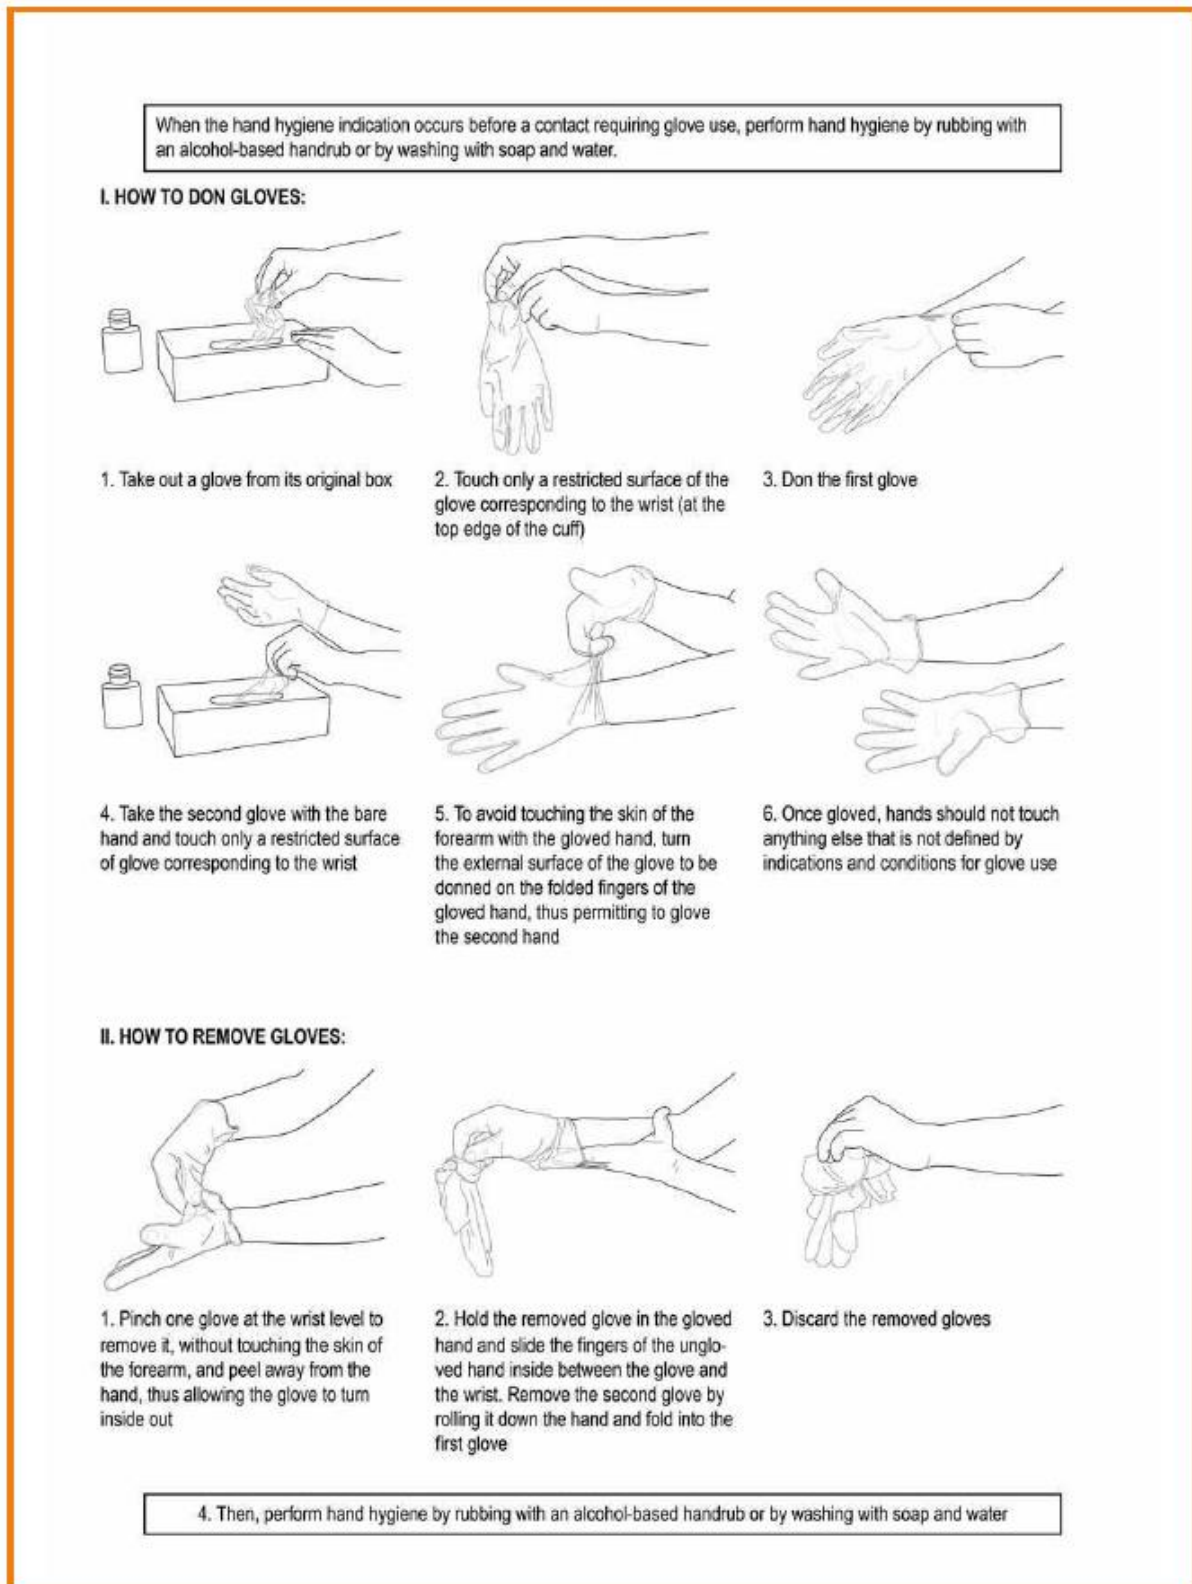 When the hand hygiene indication occurs before a contact requiring glove use, perform hand hygiene by rubbing with
an alcohol-based handrub or by washing with soap and water.
I. HOW TO DON GLOVES:
1. Take out a glove from its original box
2. Touch only a restricted surface of the
glove corresponding to the wrist (at the
top edge of the cuff)
3. Don the first glove
4. Take the second glove with the bare
hand and touch only a restricted surface
of glove corresponding to the wrist
5. To avoid touching the skin of the
forearm with the gloved hand, turn
the external surface of the glove to be
donned on the folded fingers of the
gloved hand, thus permitting to glove
the second hand
6. Once gloved, hands should not touch
anything else that is not defined by
indications and conditions for glove use
II. HOW TO REMOVE GLOVES:
1. Pinch one glove at the wrist level to
remove it, without touching the skin of
the forearm, and peel away from the
hand, thus allowing the glove to turn
inside out
2. Hold the removed glove in the gloved
hand and slide the fingers of the unglo-
ved hand inside between the glove and
the wrist. Remove the second glove by
rolling it down the hand and fold into the
first glove
3. Discard the removed gloves
4. Then, perform hand hygiene by rubbing with an alcohol-based handrub or by washing with soap and water